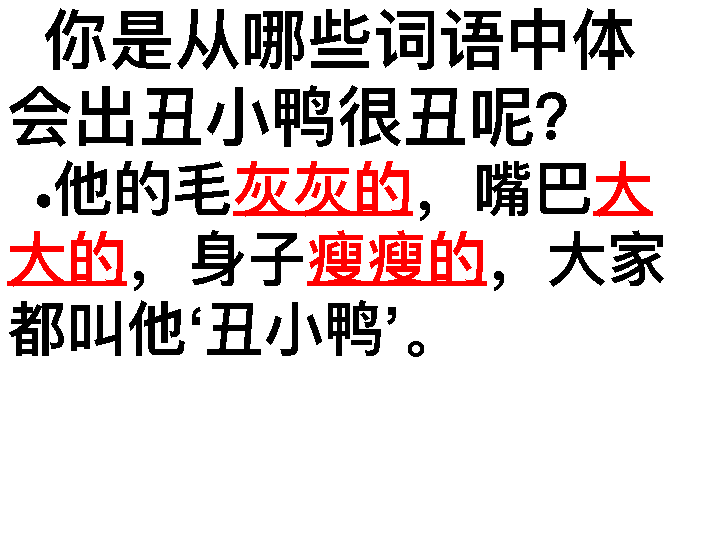 你是从哪些词语中体
会出丑小鸭很丑呢?
•他的毛灰灰的，嘴巴大
大的，身子瘦瘦的，大家
都叫他‘丑小鸭’。